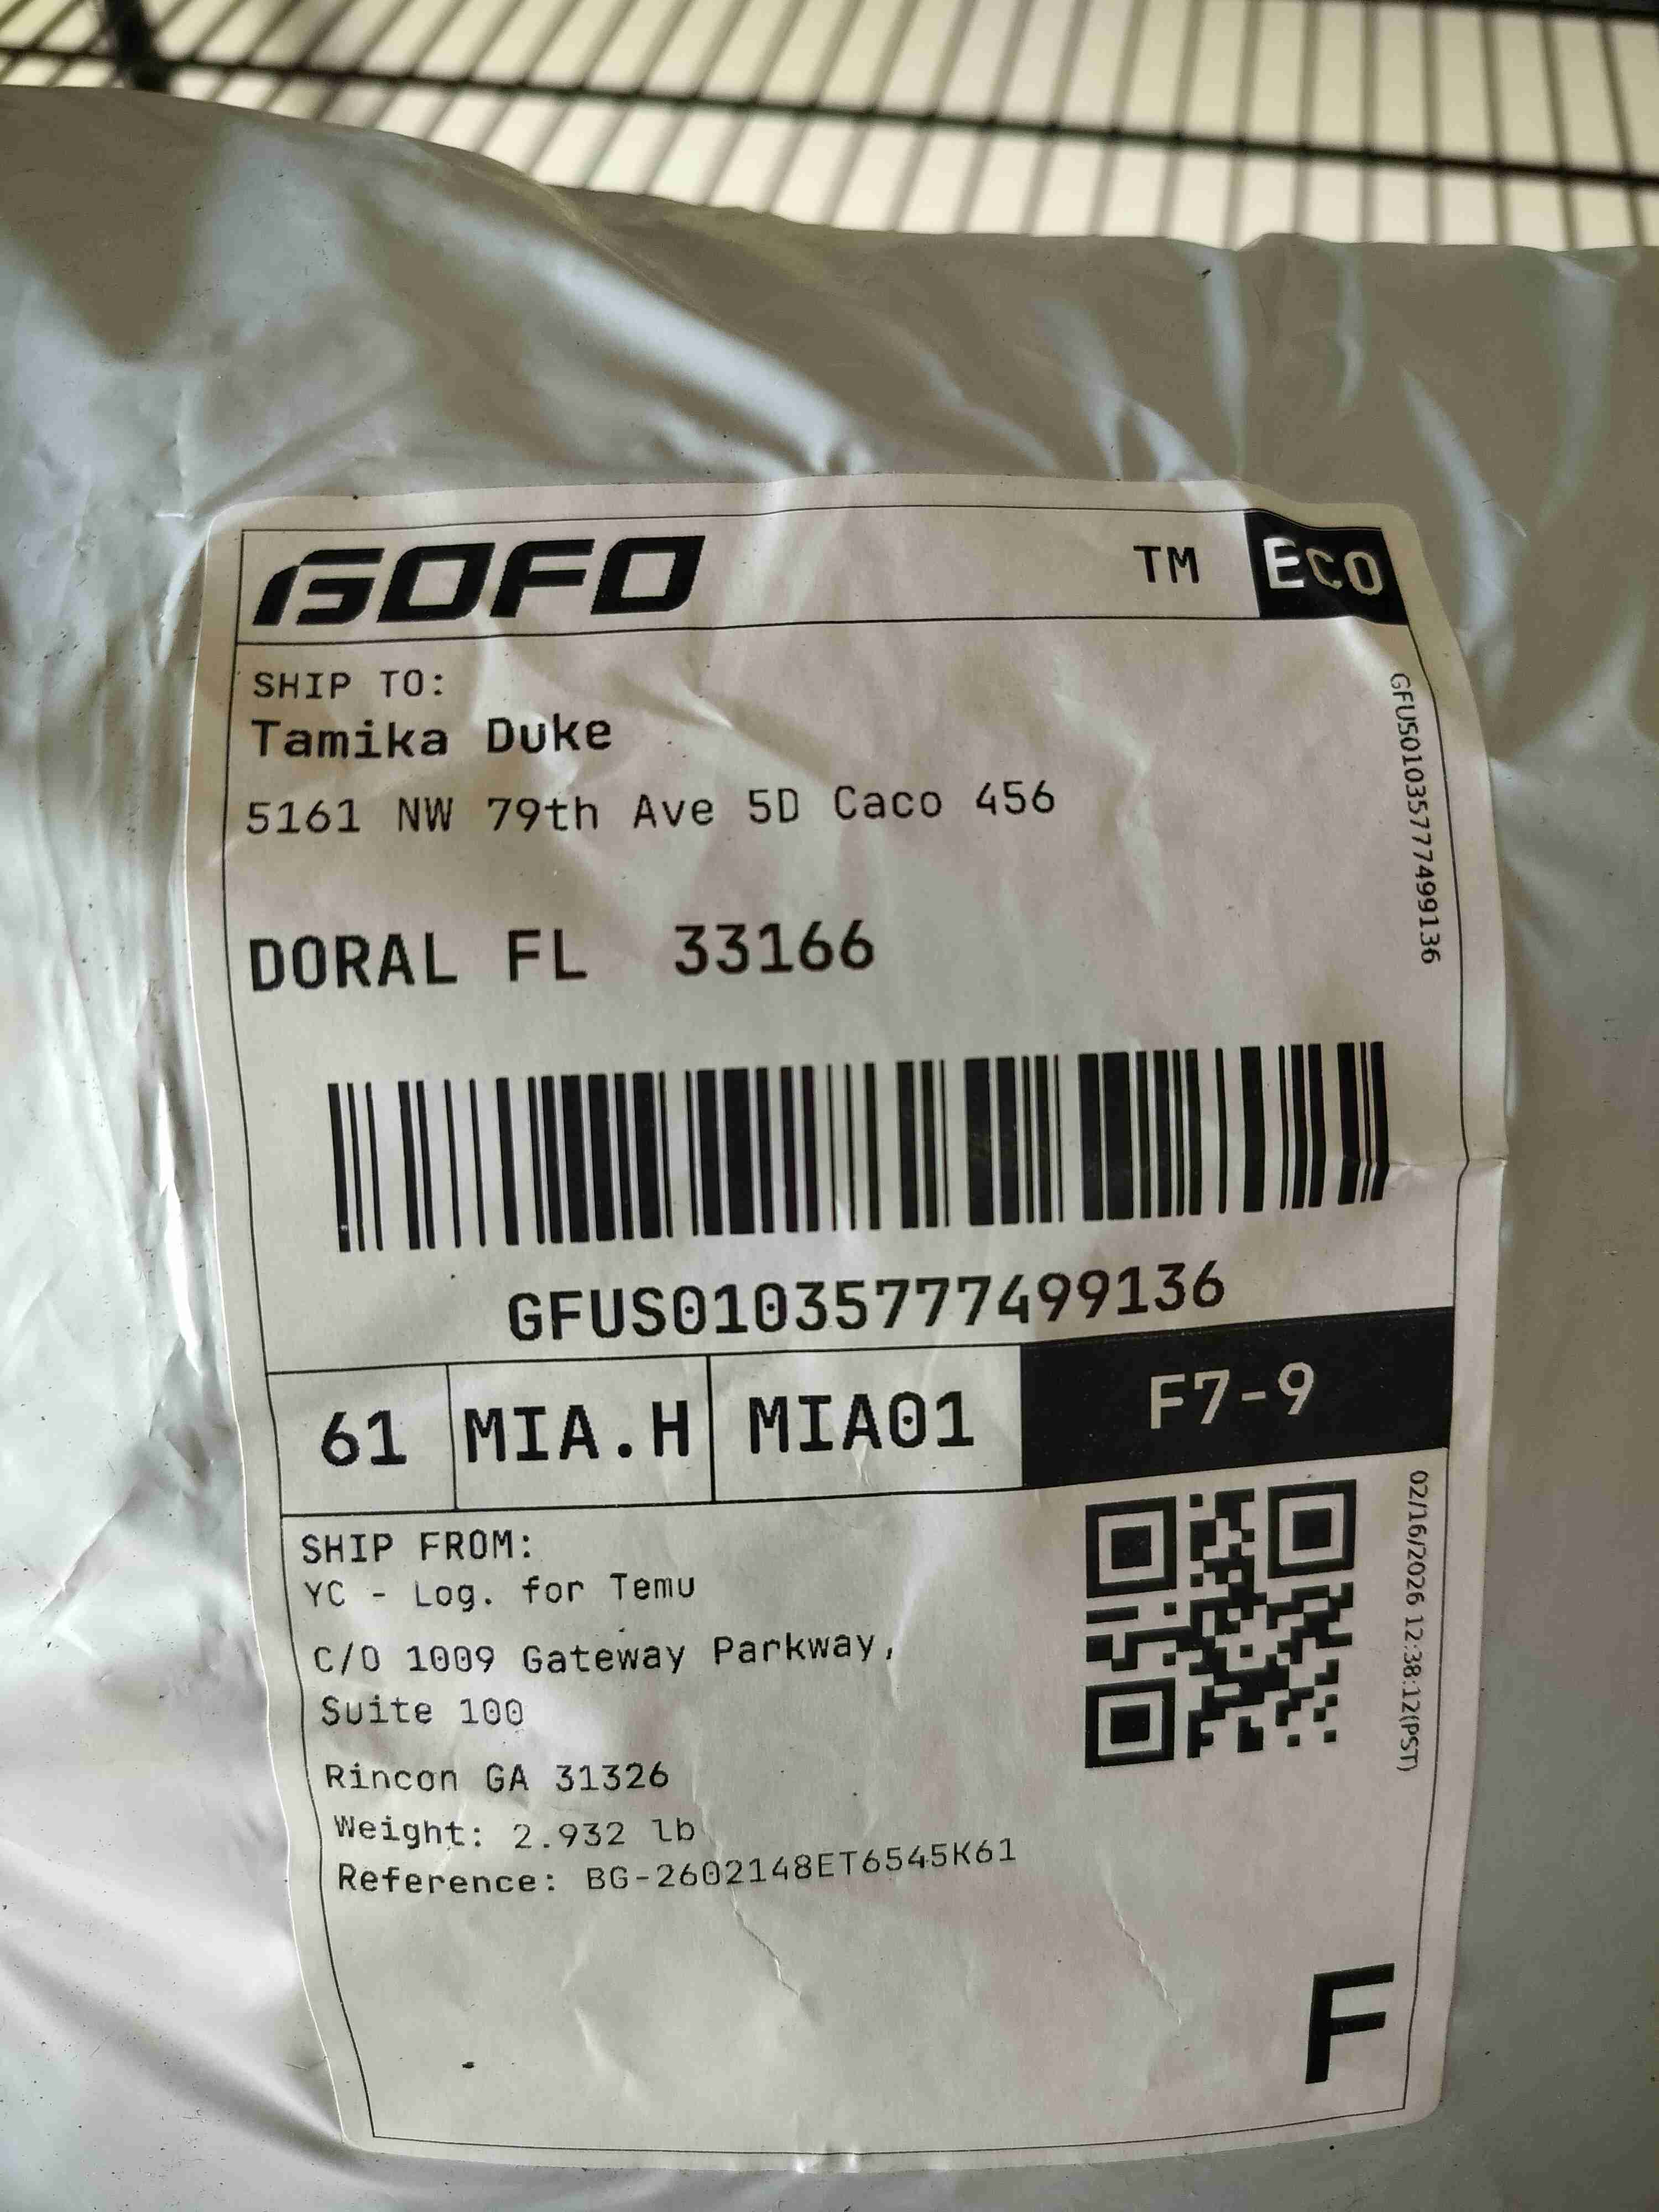 GOFO TM ECO
SHIP TO:
Tamika Duke
5161 NW 79th Ave 5D Caco 456
DORAL FL 33166
GFUS01035777499136
GFUS01035777499136
61 MIA.H MIA01 F7-9
SHIP FROM:
YC - Log. for Temu
C/O 1009 Gateway Parkway,
Suite 100
Rincon GA 31326
Weight: 2.932 lb
Reference: BG-2602148ET6545K61
02/16/2026 12:38:12(PST)
F